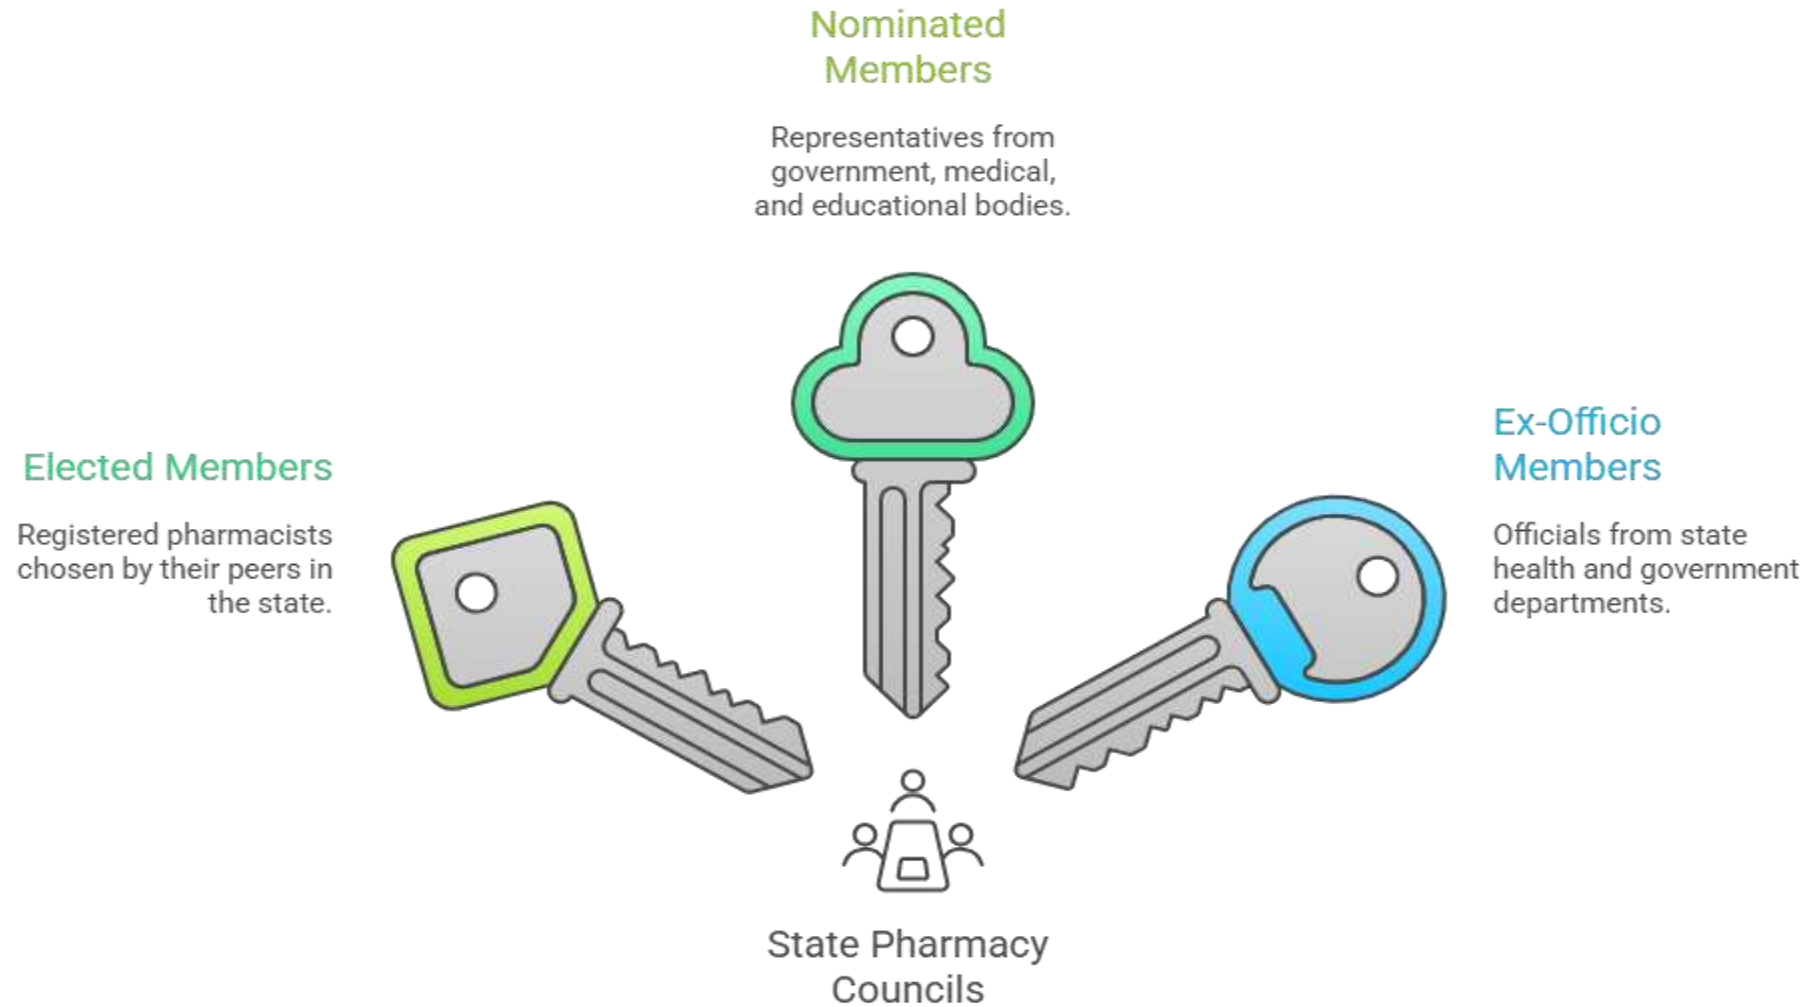 Nominated
Members
Representatives from
government, medical,
and educational bodies.
Elected Members
Registered pharmacists
chosen by their peers in
the state.
Ex-Officio
Members
Officials from state
health and government
departments.
State Pharmacy
Councils